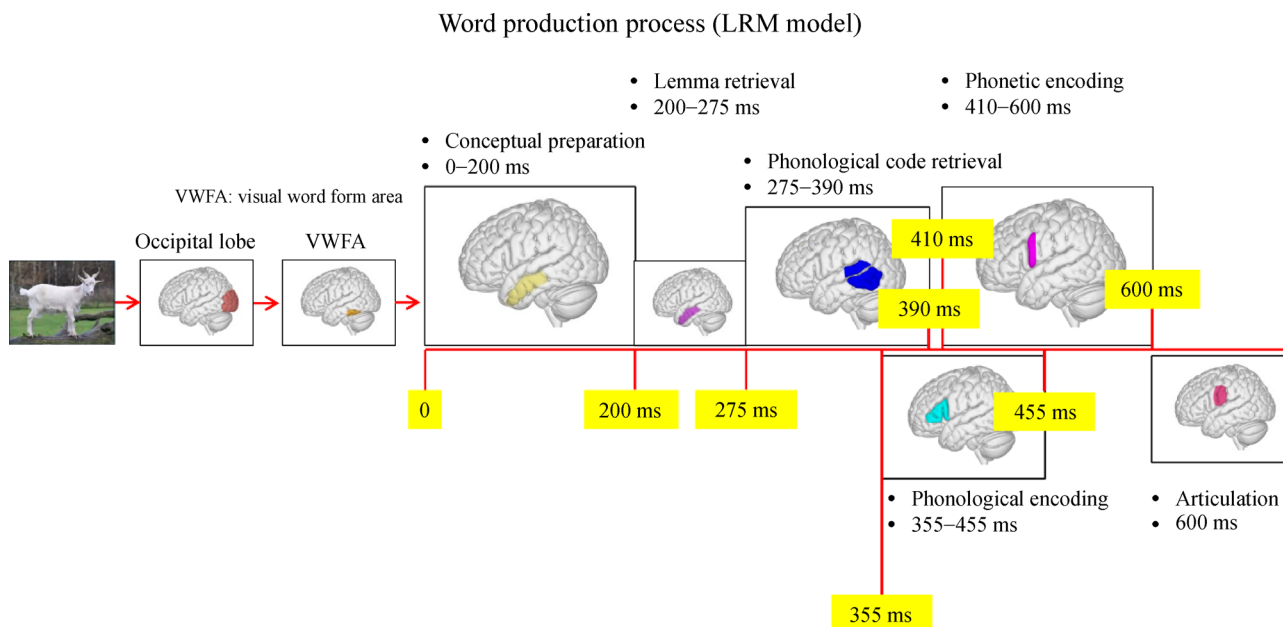 Word production process (LRM model)
• Lemma retrieval
• 200–275 ms
• Phonetic encoding
• 410–600 ms
• Conceptual preparation
• 0–200 ms
• Phonological code retrieval
• 275–390 ms
VWFA: visual word form area
Occipital lobe
VWFA
410 ms
390 ms
600 ms
0
200 ms
275 ms
455 ms
• Phonological encoding
• 355–455 ms
• Articulation
• 600 ms
355 ms